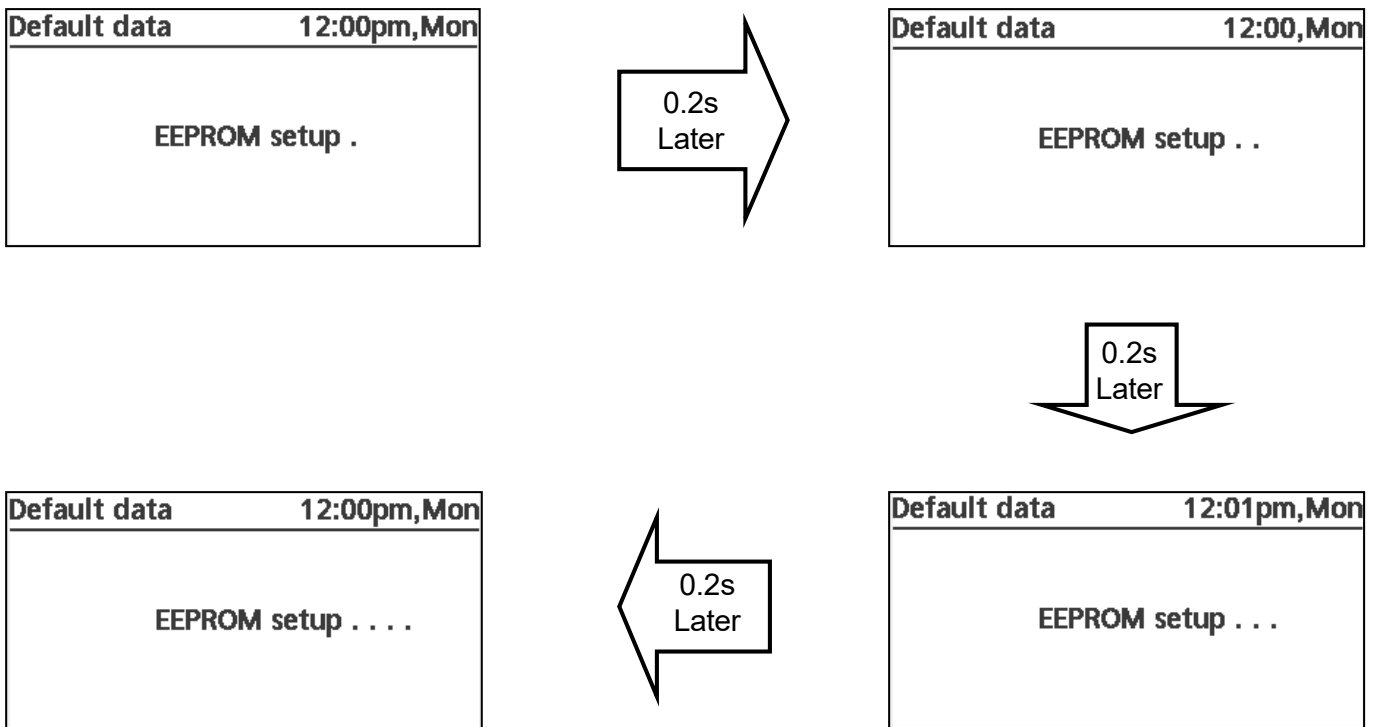 Default data 12:00pm,Mon
EEPROM setup .
0.2s
Later
Default data 12:00,Mon
EEPROM setup . .
0.2s
Later
Default data 12:01pm,Mon
EEPROM setup . . .
0.2s
Later
Default data 12:00pm,Mon
EEPROM setup . . . .